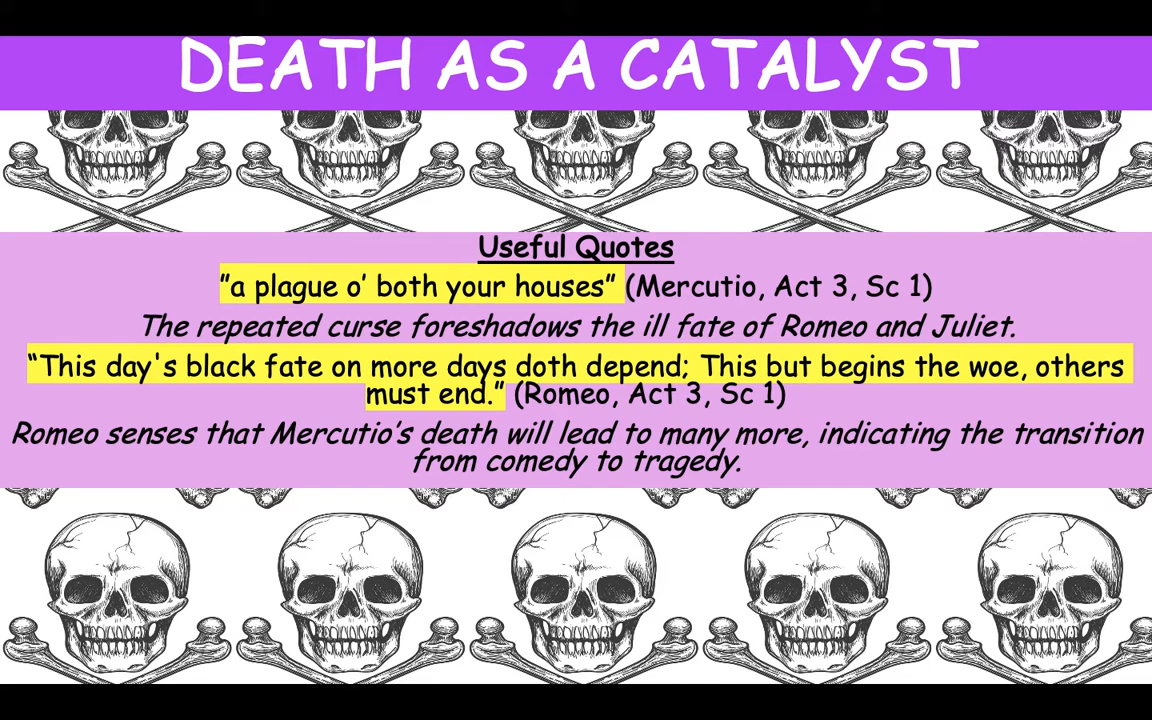 DEATH AS A CATALYST
Useful Quotes
”a plague o’ both your houses” (Mercutio, Act 3, Sc 1)
The repeated curse foreshadows the ill fate of Romeo and Juliet.
“This day's black fate on more days doth depend; This but begins the woe, others
must end.” (Romeo, Act 3, Sc 1)
Romeo senses that Mercutio’s death will lead to many more, indicating the transition
from comedy to tragedy.